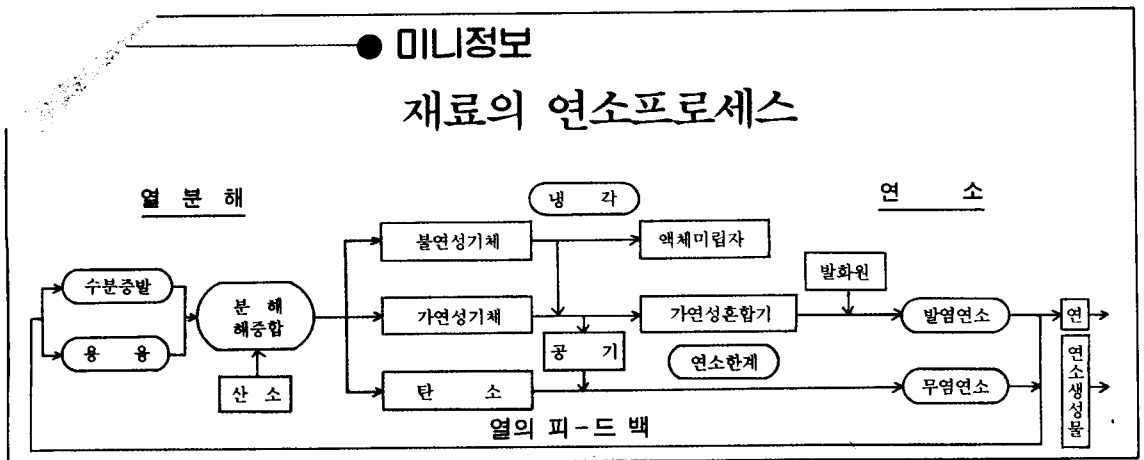 미니정보
재료의 연소프로세스
열 분 해
냉 각
연 소
불연성기체
액체미립자
발화원
수분증발
분 해
해중합
가연성기체
가연성혼합기
발염연소
연
용 융
공 기
연소한계
산 소
탄 소
무염연소
연소생성물
열의 피-드 백